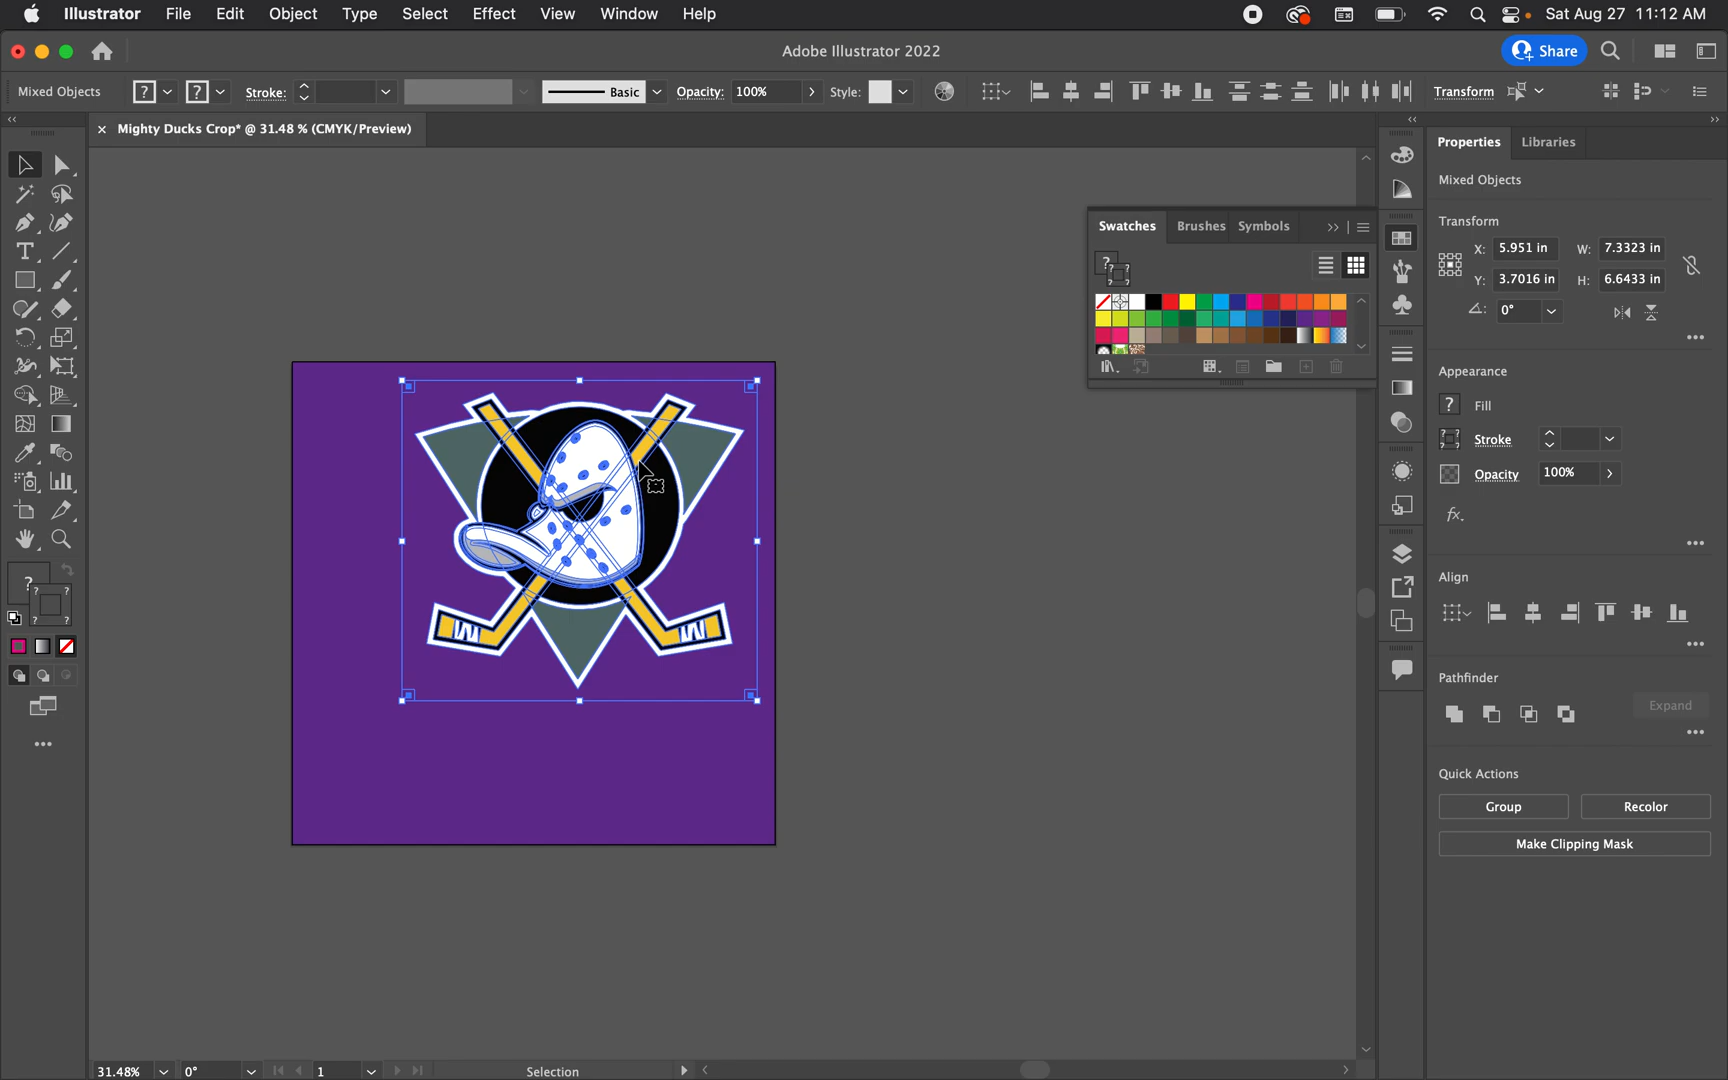 Illustrator File Edit Object Type Select Effect View Window Help Sat Aug 27 11:12 AM
Adobe Illustrator 2022 Share
Mixed Objects Stroke: Basic Opacity: 100% Style: Transform
× Mighty Ducks Crop* @ 31.48 % (CMYK/Preview)
Properties Libraries
Mixed Objects
Transform
X: 5.951 in W: 7.3323 in
Y: 3.7016 in H: 6.6433 in
0°
Appearance
? Fill
Stroke
Opacity 100%
fx.
Align
Pathfinder
Expand
Quick Actions
Group Recolor
Make Clipping Mask
Swatches Brushes Symbols
31.48% 0° 1 Selection